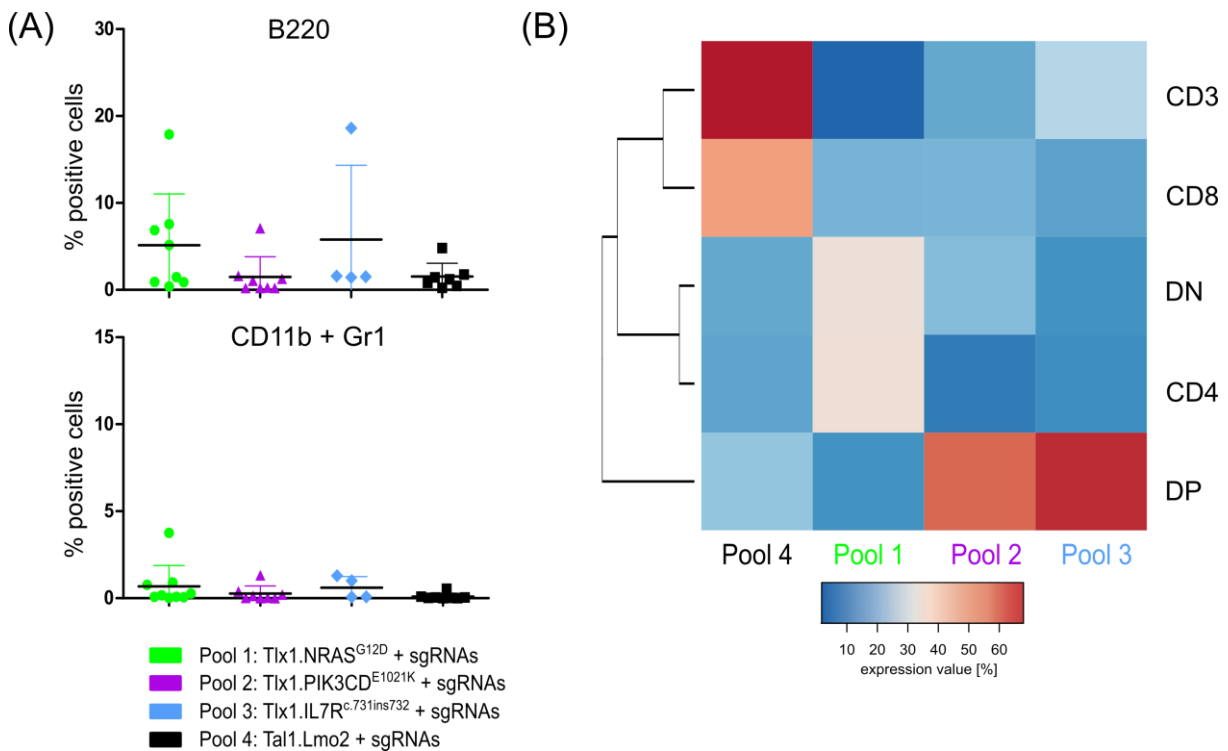 (A)
B220
30
20
10
0
% positive cells
CD11b + Gr1
15
10
5
0
% positive cells
Pool 1: Tlx1.NRASG12D + sgRNAs
Pool 2: Tlx1.PIK3CDE1021K + sgRNAs
Pool 3: Tlx1.IL7Rc.731ins732 + sgRNAs
Pool 4: Tal1.Lmo2 + sgRNAs
(B)
CD3
CD8
DN
CD4
DP
Pool 4 Pool 1 Pool 2 Pool 3
10 20 30 40 50 60
expression value [%]